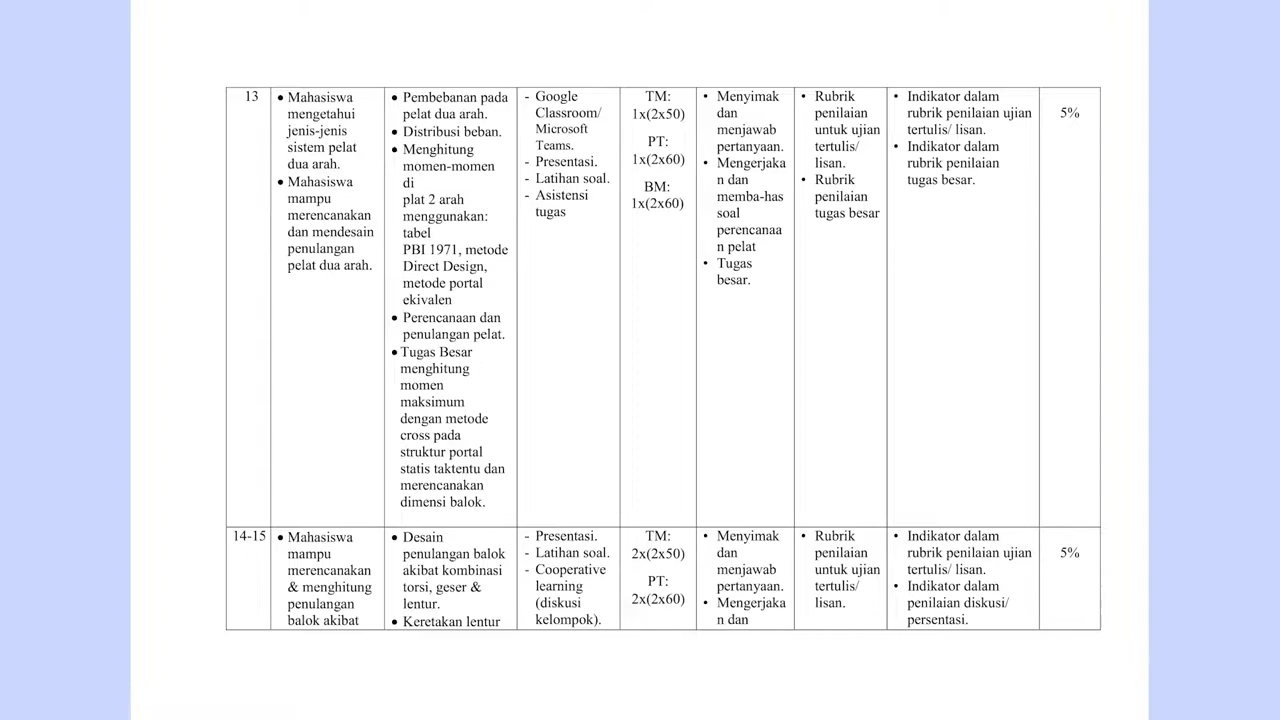 13
• Mahasiswa
mengetahui
jenis-jenis
sistem pelat
dua arah.
• Mahasiswa
mampu
merencanakan
dan mendesain
penulangan
pelat dua arah.
• Pembebanan pada
pelat dua arah.
• Distribusi beban.
• Menghitung
momen-momen
di
plat 2 arah
menggunakan:
tabel
PBI 1971, metode
Direct Design,
metode portal
ekivalen
• Perencanaan dan
penulangan pelat.
• Tugas Besar
menghitung
momen
maksimum
dengan metode
cross pada
struktur portal
statis taktentu dan
merencanakan
dimensi balok.
- Google
Classroom/
Microsoft
Teams.
- Presentasi.
- Latihan soal.
- Asistensi
tugas
TM:
1x(2x50)
PT:
1x(2x60)
BM:
1x(2x60)
• Menyimak
dan
menjawab
pertanyaan.
• Mengerjaka
n dan
memba-has
soal
perencanaa
n pelat
• Tugas
besar.
• Rubrik
penilaian
untuk ujian
tertulis/
lisan.
• Rubrik
penilaian
tugas besar
• Indikator dalam
rubrik penilaian ujian
tertulis/ lisan.
• Indikator dalam
rubrik penilaian
tugas besar.
5%
14-15
• Mahasiswa
mampu
merencanakan
& menghitung
penulangan
balok akibat
• Desain
penulangan balok
akibat kombinasi
torsi, geser &
lentur.
• Keretakan lentur
- Presentasi.
- Latihan soal.
- Cooperative
learning
(diskusi
kelompok).
TM:
2x(2x50)
PT:
2x(2x60)
• Menyimak
dan
menjawab
pertanyaan.
• Mengerjaka
n dan
• Rubrik
penilaian
untuk ujian
tertulis/
lisan.
• Indikator dalam
rubrik penilaian ujian
tertulis/ lisan.
• Indikator dalam
penilaian diskusi/
persentasi.
5%